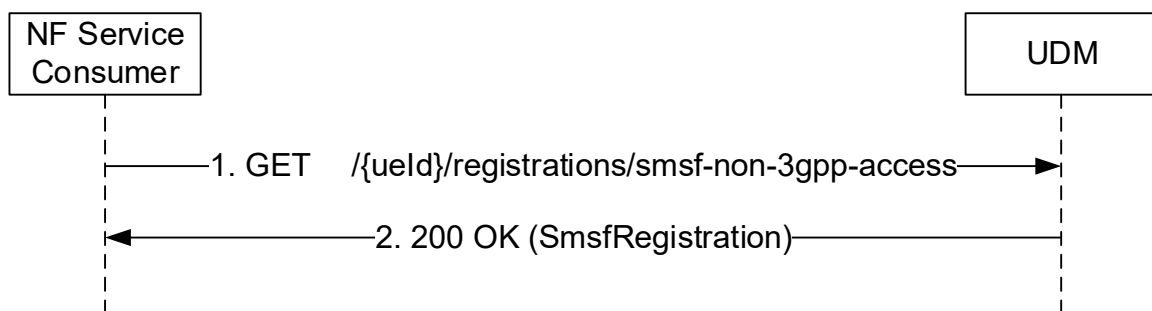 NF Service
Consumer
UDM
1. GET /{ueId}/registrations/smsf-non-3gpp-access
2. 200 OK (SmsfRegistration)